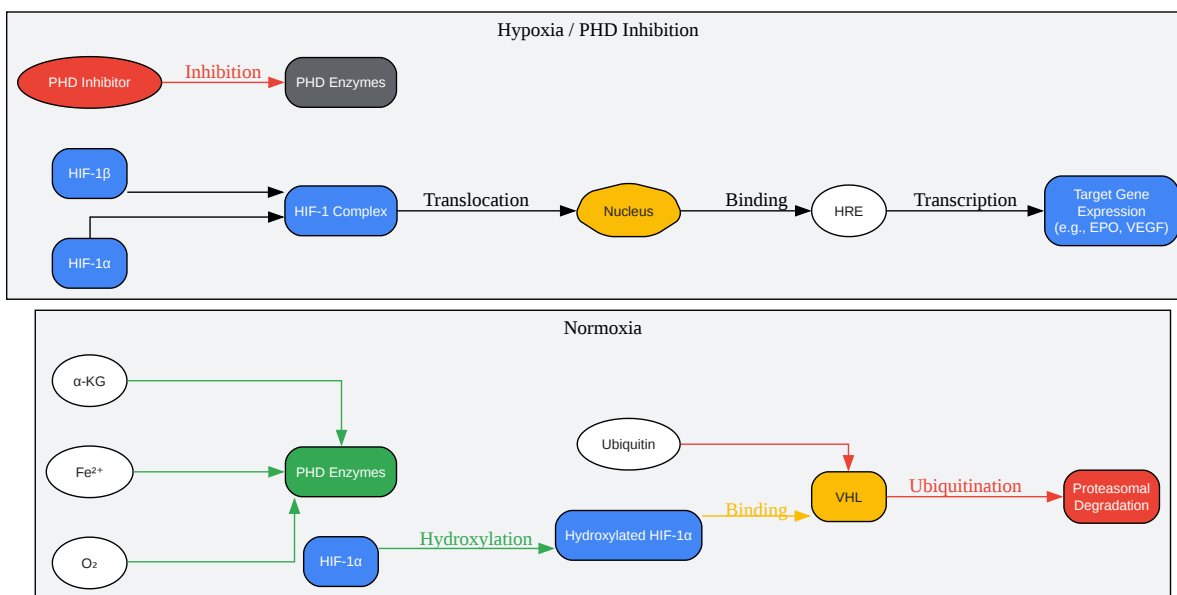 Hypoxia / PHD Inhibition
PHD Inhibitor
Inhibition
PHD Enzymes
HIF-1β
HIF-1α
HIF-1 Complex
Translocation
Nucleus
Binding
HRE
Transcription
Target Gene
Expression
(e.g., EPO, VEGF)
Normoxia
α-KG
Fe²⁺
O₂
PHD Enzymes
HIF-1α
Hydroxylation
Hydroxylated HIF-1α
Ubiquitin
Binding
VHL
Ubiquitination
Proteasomal
Degradation